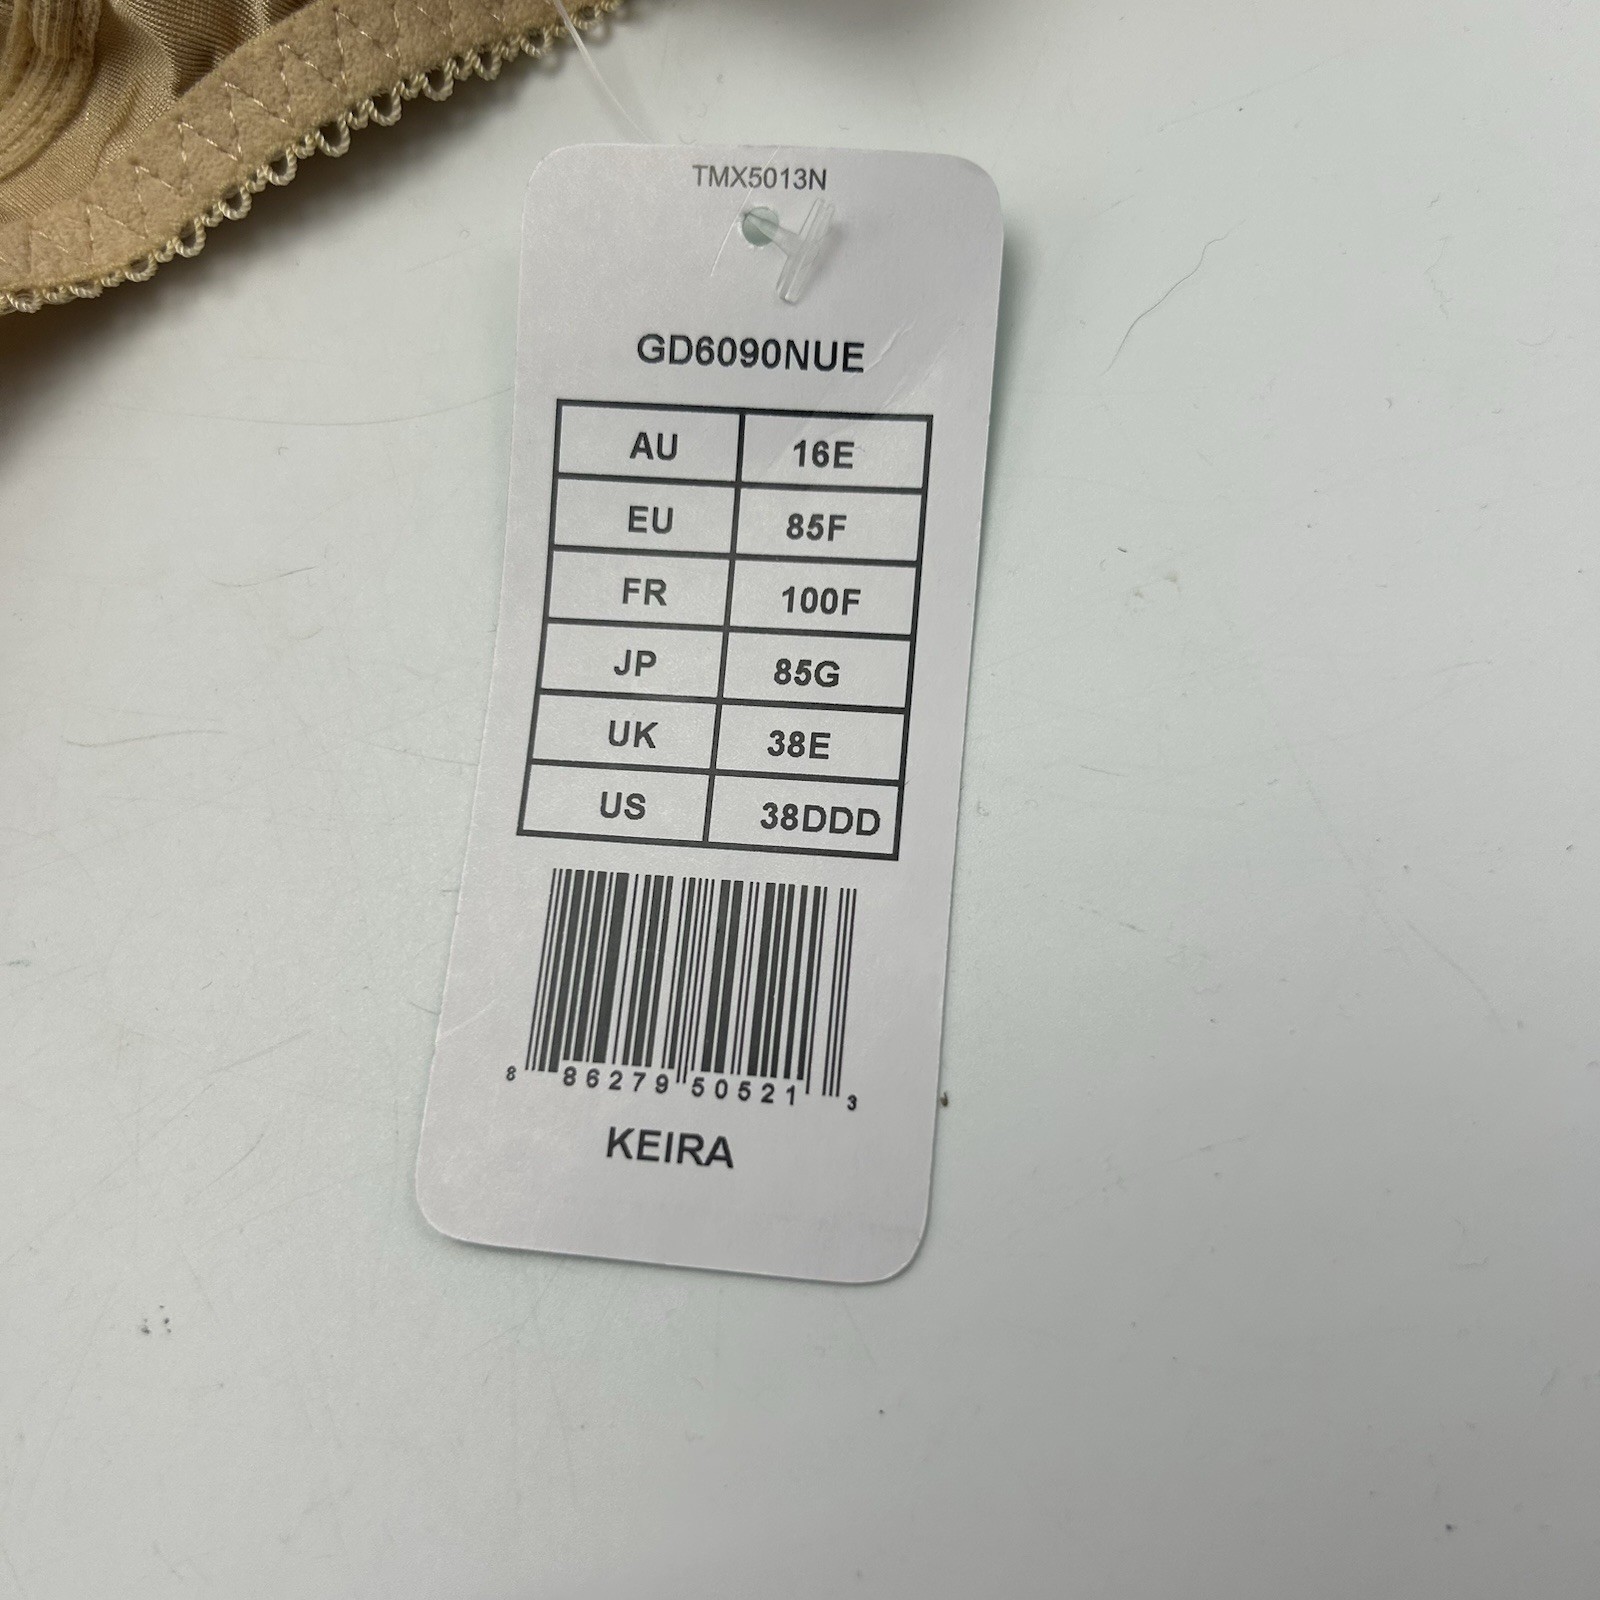 TMX5013N
GD6090NUE
AU 16E
EU 85F
FR 100F
JP 85G
UK 38E
US 38DDD
8 86279 50521 3
KEIRA